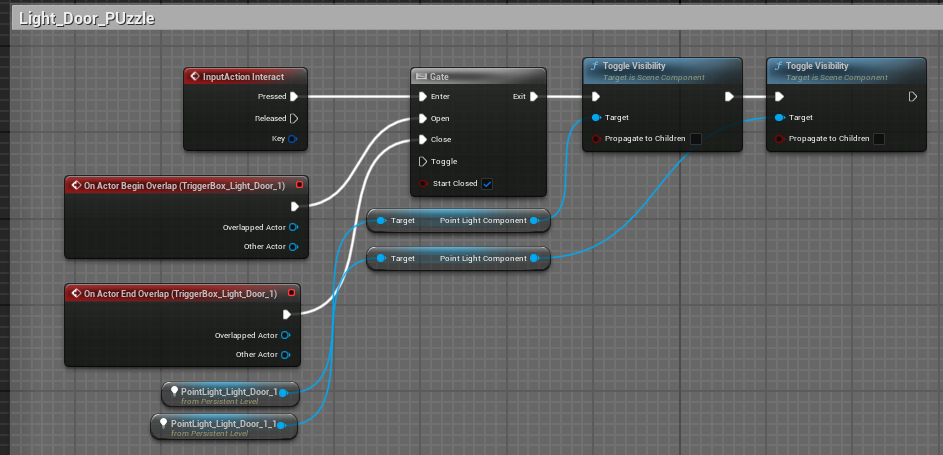 Light_Door_PUzzle
InputAction Interact
Pressed
Released
Key
Gate
Enter
Exit
Open
Close
Toggle
Start Closed
Toggle Visibility
Target is Scene Component
Target
Propagate to Children
Toggle Visibility
Target is Scene Component
Target
Propagate to Children
On Actor Begin Overlap (TriggerBox_Light_Door_1)
Overlapped Actor
Other Actor
Target Point Light Component
Target Point Light Component
On Actor End Overlap (TriggerBox_Light_Door_1)
Overlapped Actor
Other Actor
PointLight_Light_Door_1
from Persistent Level
PointLight_Light_Door_1_1
from Persistent Level